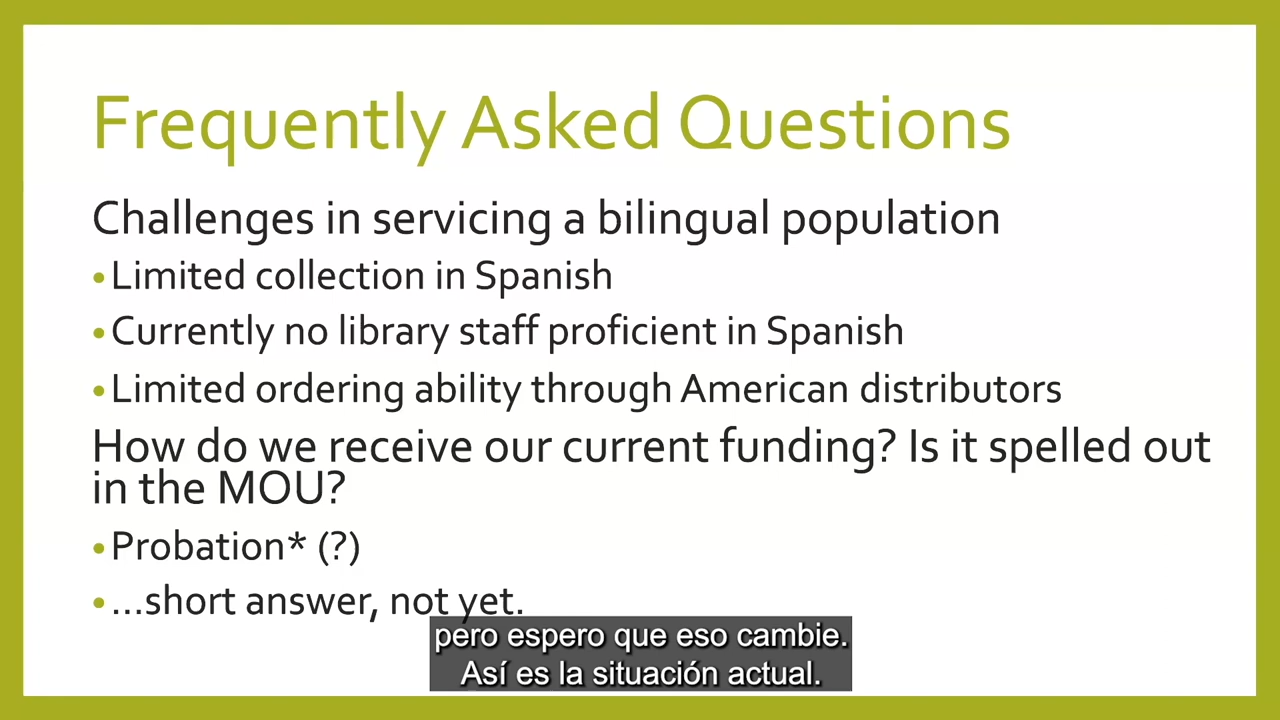 Frequently Asked Questions
Challenges in servicing a bilingual population
•Limited collection in Spanish
•Currently no library staff proficient in Spanish
•Limited ordering ability through American distributors
How do we receive our current funding? Is it spelled out
in the MOU?
•Probation* (?)
•...short answer, not yet.
pero espero que eso cambie.
Así es la situación actual.